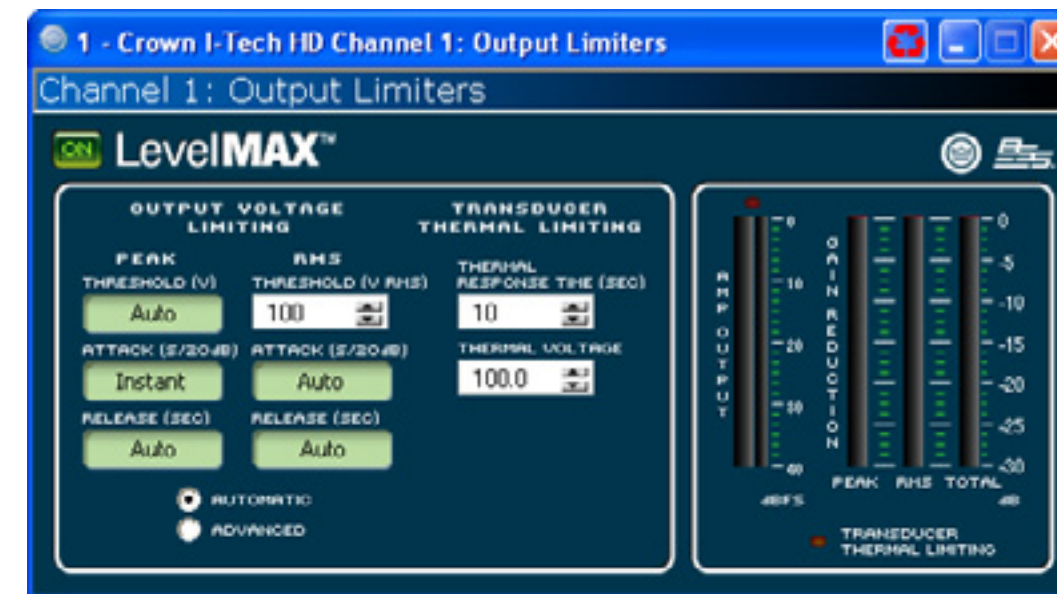 1 - Crown I-Tech HD Channel 1: Output Limiters
Channel 1: Output Limiters
ON LevelMAX™
BSS
OUTPUT VOLTAGE
LIMITING
TRANSDUCER
THERMAL LIMITING
PEAK
THRESHOLD (V)
Auto
ATTACK (S/20dB)
Instant
RELEASE (SEC)
Auto
RMS
THRESHOLD (V RMS)
100
ATTACK (S/20dB)
Auto
RELEASE (SEC)
Auto
THERMAL
RESPONSE TIME (SEC)
10
THERMAL VOLTAGE
100.0
AUTOMATIC
ADVANCED
AMP OUTPUT
0
10
20
30
40
dBFS
GAIN REDUCTION
0
-5
-10
-15
-20
-25
-30
PEAK RMS TOTAL
dB
TRANSDUCER
THERMAL LIMITING